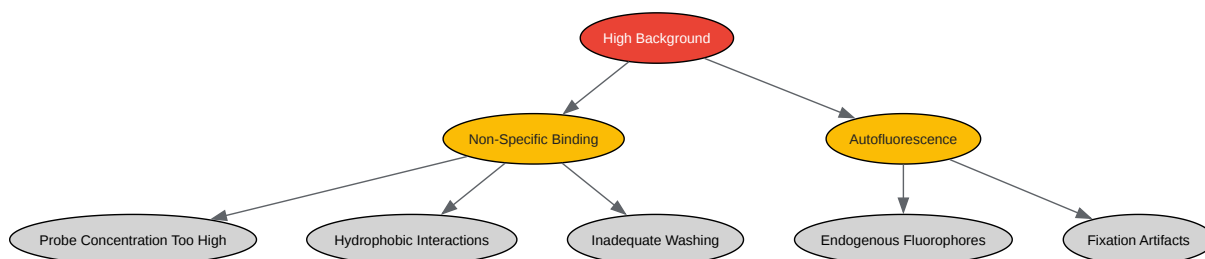 High Background
Non-Specific Binding
Autofluorescence
Probe Concentration Too High
Hydrophobic Interactions
Inadequate Washing
Endogenous Fluorophores
Fixation Artifacts